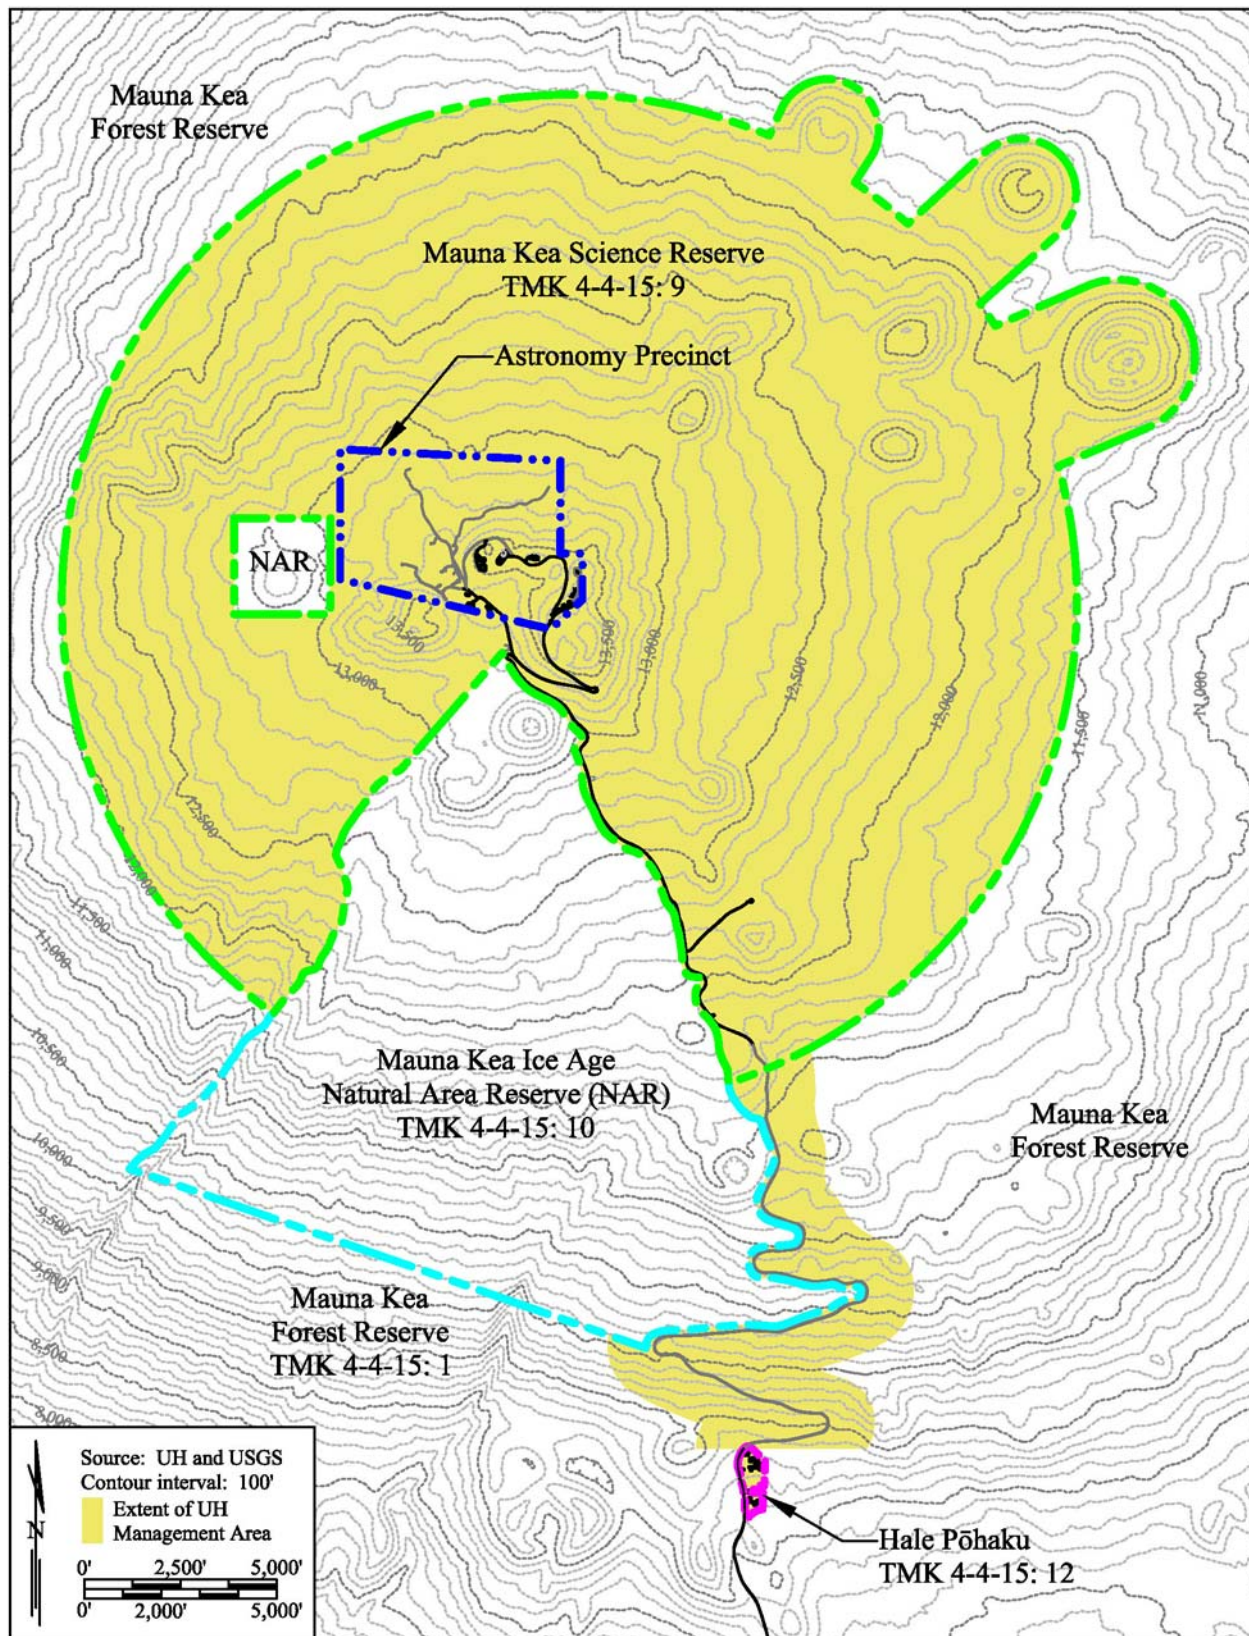 Mauna Kea
Forest Reserve
Mauna Kea Science Reserve
TMK 4-4-15: 9
Astronomy Precinct
NAR
13,500
13,000
13,500
13,000
12,500
12,000
11,500
11,000
12,500
12,000
11,500
11,000
10,500
10,000
9,500
9,000
8,500
8,000
Mauna Kea Ice Age
Natural Area Reserve (NAR)
TMK 4-4-15: 10
Mauna Kea
Forest Reserve
Mauna Kea
Forest Reserve
TMK 4-4-15: 1
Hale Pōhaku
TMK 4-4-15: 12
Source: UH and USGS
Contour interval: 100'
Extent of UH
Management Area
N
0' 2,500' 5,000'
0' 2,000' 5,000'